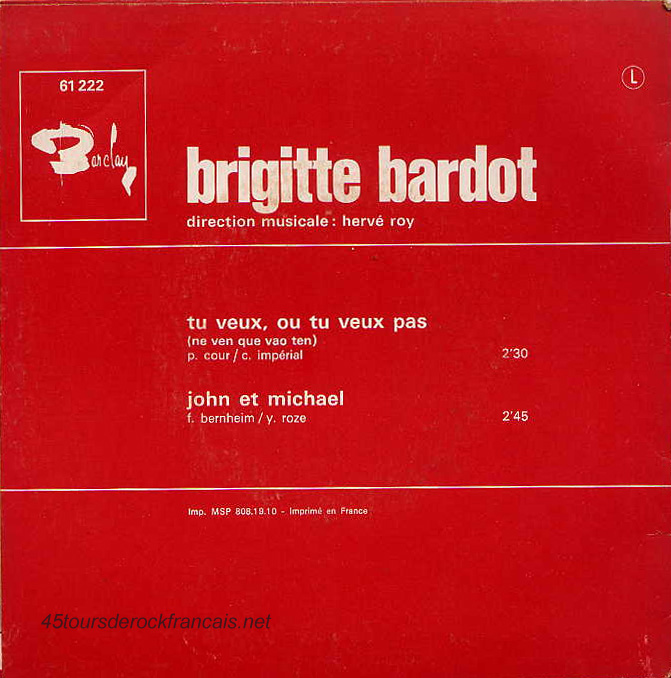 61 222
L
Barclay
brigitte bardot
direction musicale : hervé roy
tu veux, ou tu veux pas
(ne ven que vao ten)
p. cour / c. impérial 2'30
john et michael
f. bernheim / y. roze 2'45
Imp. MSP 808.19.10 - Imprimé en France
45toursderockfrancais.net